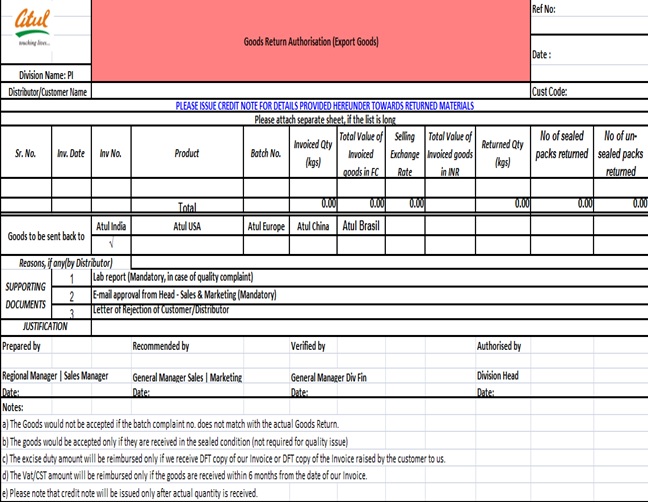 atul
touching lives...
Division Name: PI
Goods Return Authorisation (Export Goods)
Ref No:
Date :
Distributor/Customer Name
Cust Code:
PLEASE ISSUE CREDIT NOTE FOR DETAILS PROVIDED HEREUNDER TOWARDS RETURNED MATERIALS
Please attach separate sheet, if the list is long
Sr. No. Inv. Date Inv No. Product Batch No. Invoiced Qty (kgs) Total Value of Invoiced goods in FC Selling Exchange Rate Total Value of Invoiced goods in INR Returned Qty (kgs) No of sealed packs returned No of un-sealed packs returned
Total 0.00 0.00 0.00 0.00 0.00 0.00
Goods to be sent back to Atul India Atul USA Atul Europe Atul China Atul Brasil
√
Reasons, if any(by Distributor)
SUPPORTING DOCUMENTS
1 Lab report (Mandatory, in case of quality complaint)
2 E-mail approval from Head - Sales & Marketing (Mandatory)
3 Letter of Rejection of Customer/Distributor
JUSTIFICATION
Prepared by Recommended by Verified by Authorised by
Regional Manager | Sales Manager General Manager Sales | Marketing General Manager Div Fin Division Head
Date: Date: Date: Date:
Notes:
a) The Goods would not be accepted if the batch complaint no. does not match with the actual Goods Return.
b) The goods would be accepted only if they are received in the sealed condition (not required for quality issue)
c) The excise duty amount will be reimbursed only if we receive DFT copy of our Invoice or DFT copy of the Invoice raised by the customer to us.
d) The Vat/CST amount will be reimbursed only if the goods are received within 6 months from the date of our Invoice.
e) Please note that credit note will be issued only after actual quantity is received.